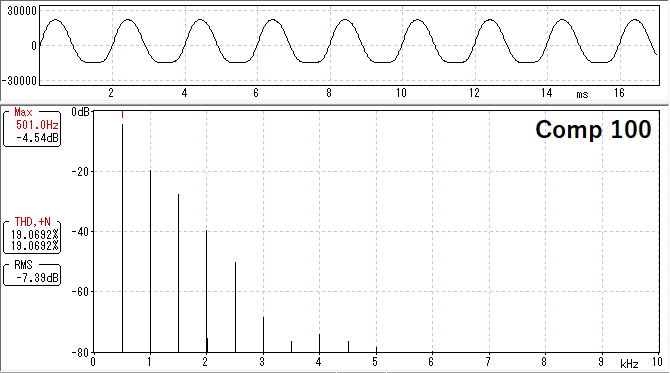 30000
0
-30000
2 4 6 8 10 12 14 ms 16
Max
501.0Hz
-4.54dB
THD,+N
19.0692%
19.0692%
RMS
-7.39dB
0dB
Comp 100
-20
-40
-60
-80
0 1 2 3 4 5 6 7 8 9 kHz 10